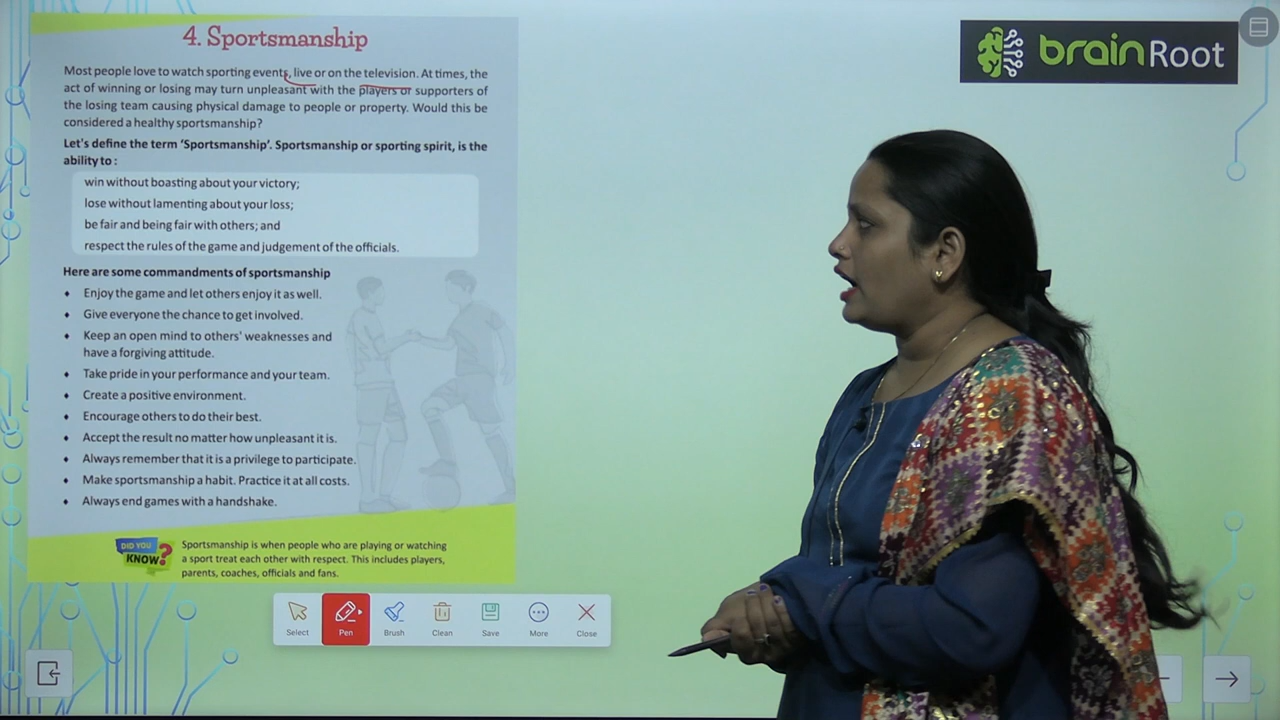 4. Sportsmanship
brainRoot
Most people love to watch sporting events, live or on the television. At times, the
act of winning or losing may turn unpleasant with the players or supporters of
the losing team causing physical damage to people or property. Would this be
considered a healthy sportsmanship?
Let's define the term 'Sportsmanship'. Sportsmanship or sporting spirit, is the
ability to :
win without boasting about your victory;
lose without lamenting about your loss;
be fair and being fair with others; and
respect the rules of the game and judgement of the officials.
Here are some commandments of sportsmanship
Enjoy the game and let others enjoy it as well.
Give everyone the chance to get involved.
Keep an open mind to others' weaknesses and
have a forgiving attitude.
Take pride in your performance and your team.
Create a positive environment.
Encourage others to do their best.
Accept the result no matter how unpleasant it is.
Always remember that it is a privilege to participate.
Make sportsmanship a habit. Practice it at all costs.
Always end games with a handshake.
DID YOU
KNOW?
Sportsmanship is when people who are playing or watching
a sport treat each other with respect. This includes players,
parents, coaches, officials and fans.
Select Pen Brush Clean Save More Close